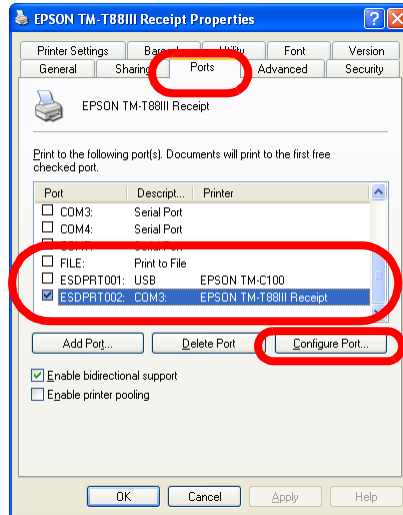 EPSON TM-T88III Receipt Properties
Printer Settings Utility Font Version
General Sharing Ports Advanced Security
EPSON TM-T88III Receipt
Print to the following port(s). Documents will print to the first free
checked port.
Port Descript... Printer
COM3: Serial Port
COM4: Serial Port
Serial Port
FILE: Print to File
ESDPRT001: USB EPSON TM-C100
ESDPRT002: COM3: EPSON TM-T88III Receipt
Add Port... Delete Port Configure Port...
Enable bidirectional support
Enable printer pooling
OK Cancel Apply Help